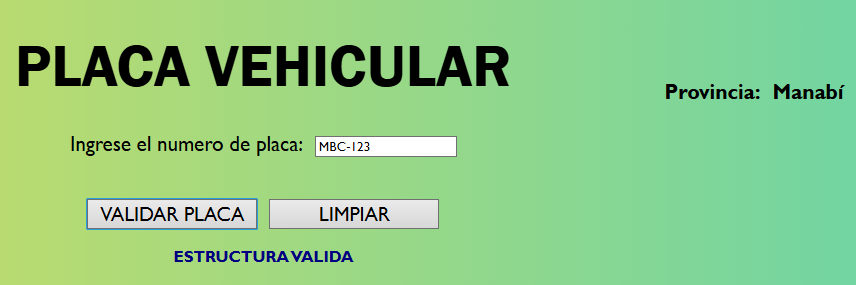 PLACA VEHICULAR
Provincia: Manabí
Ingrese el numero de placa: MBC-123
VALIDAR PLACA LIMPIAR
ESTRUCTURA VALIDA